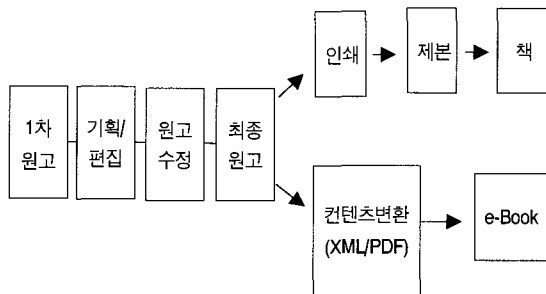 인쇄
제본
책
1차
원고
기획/
편집
원고
수정
최종
원고
컨텐츠변환
(XML/PDF)
e-Book